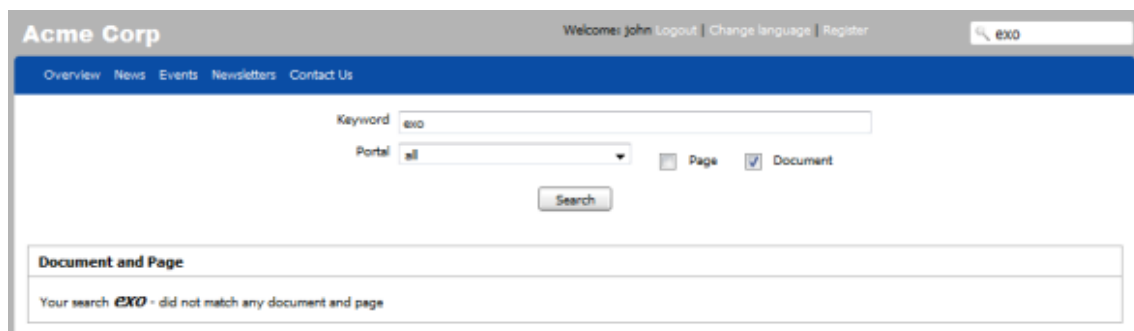 Acme Corp
Welcome: john Logout | Change language | Register
exo
Overview News Events Newsletters Contact Us
Keyword exo
Portal all Page Document
Search
Document and Page
Your search exo - did not match any document and page